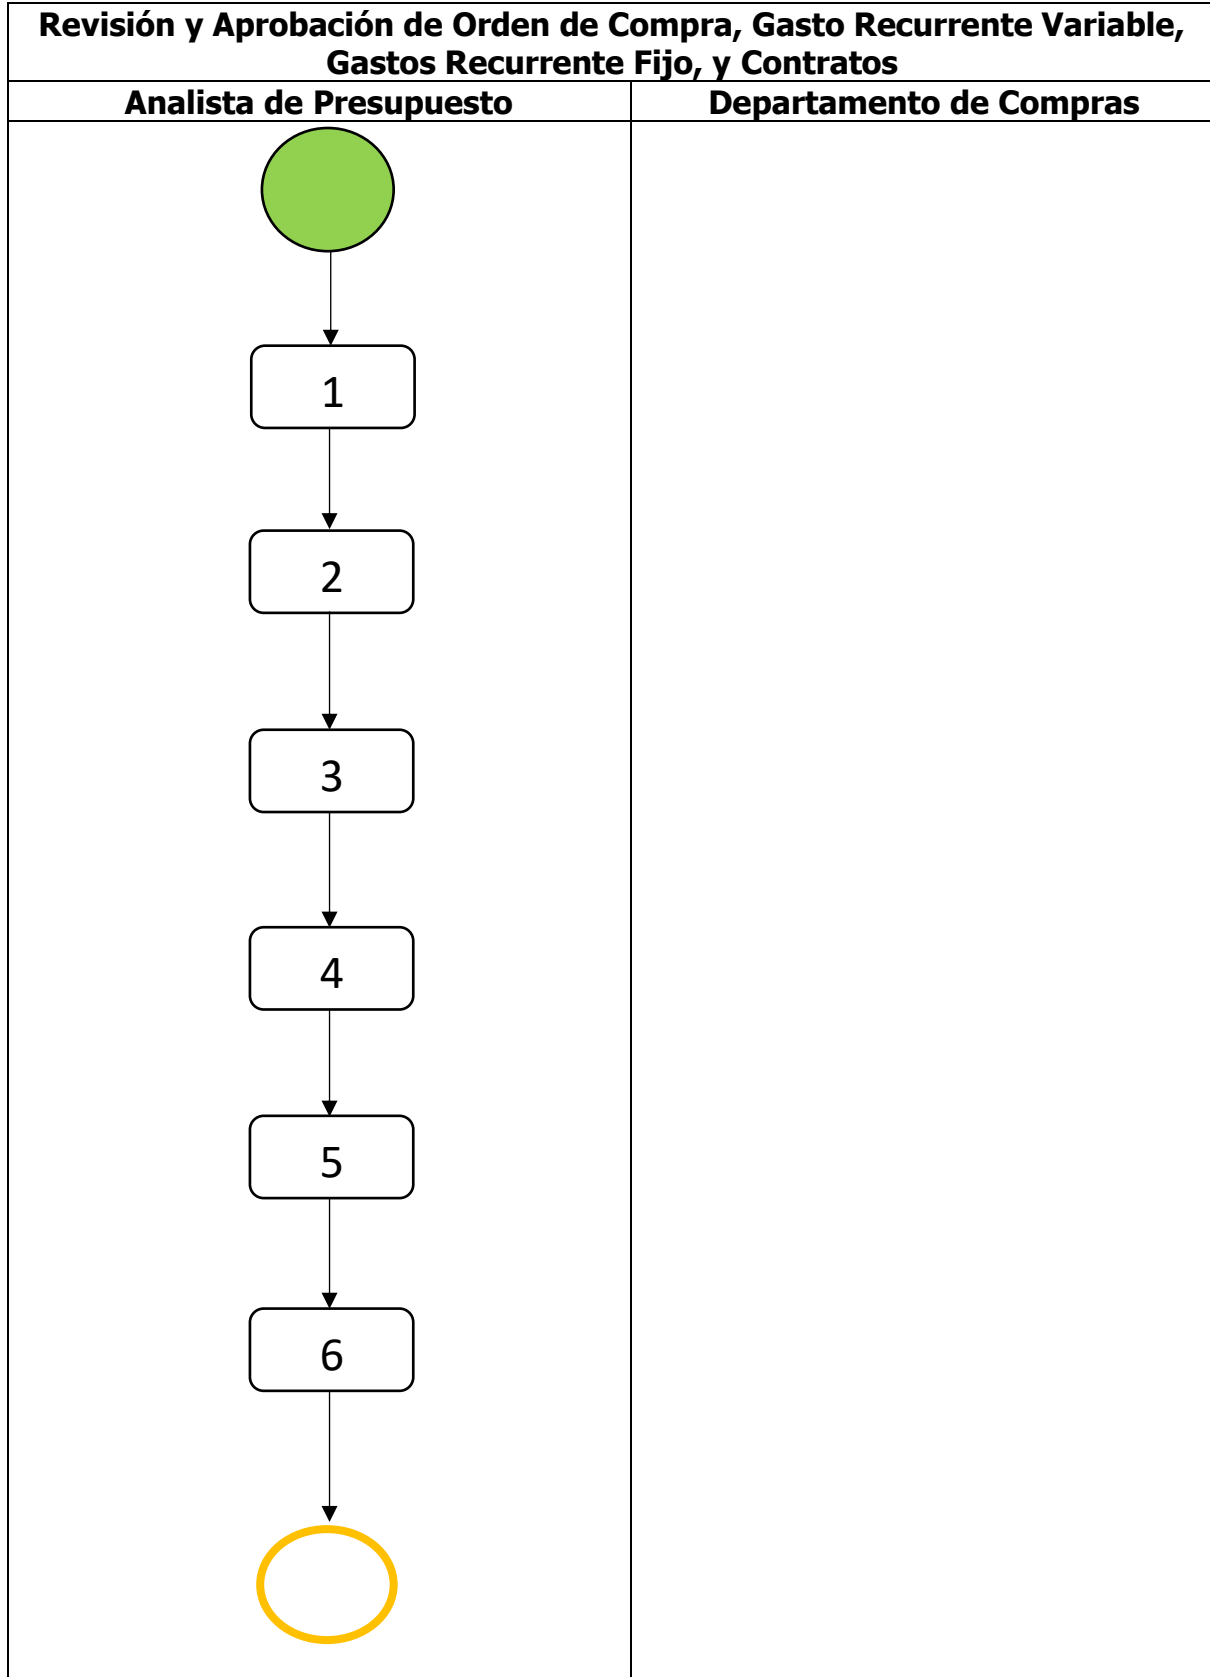 Revisión y Aprobación de Orden de Compra, Gasto Recurrente Variable,
Gastos Recurrente Fijo, y Contratos
Analista de Presupuesto
Departamento de Compras
1
2
3
4
5
6